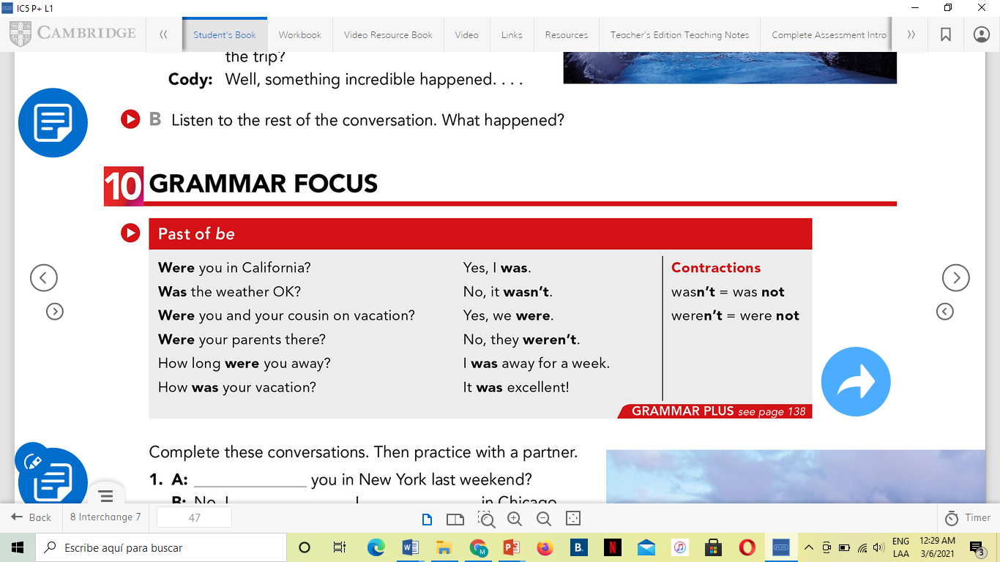 IC5 P+ L1
CAMBRIDGE
Student's Book
Workbook
Video Resource Book
Video
Links
Resources
Teacher's Edition Teaching Notes
Complete Assessment Intro
the trip?
Cody: Well, something incredible happened. . . .
B Listen to the rest of the conversation. What happened?
10 GRAMMAR FOCUS
Past of be
Were you in California? Yes, I was. Contractions
Was the weather OK? No, it wasn't. wasn't = was not
Were you and your cousin on vacation? Yes, we were. weren't = were not
Were your parents there? No, they weren't.
How long were you away? I was away for a week.
How was your vacation? It was excellent!
GRAMMAR PLUS see page 138
Complete these conversations. Then practice with a partner.
1. A: ______________ you in New York last weekend?
B: No, I ______________. I ______________ in Chicago.
Back
8 Interchange 7
47
Timer
Escribe aquí para buscar
ENG
LAA
12:29 AM
3/6/2021
3